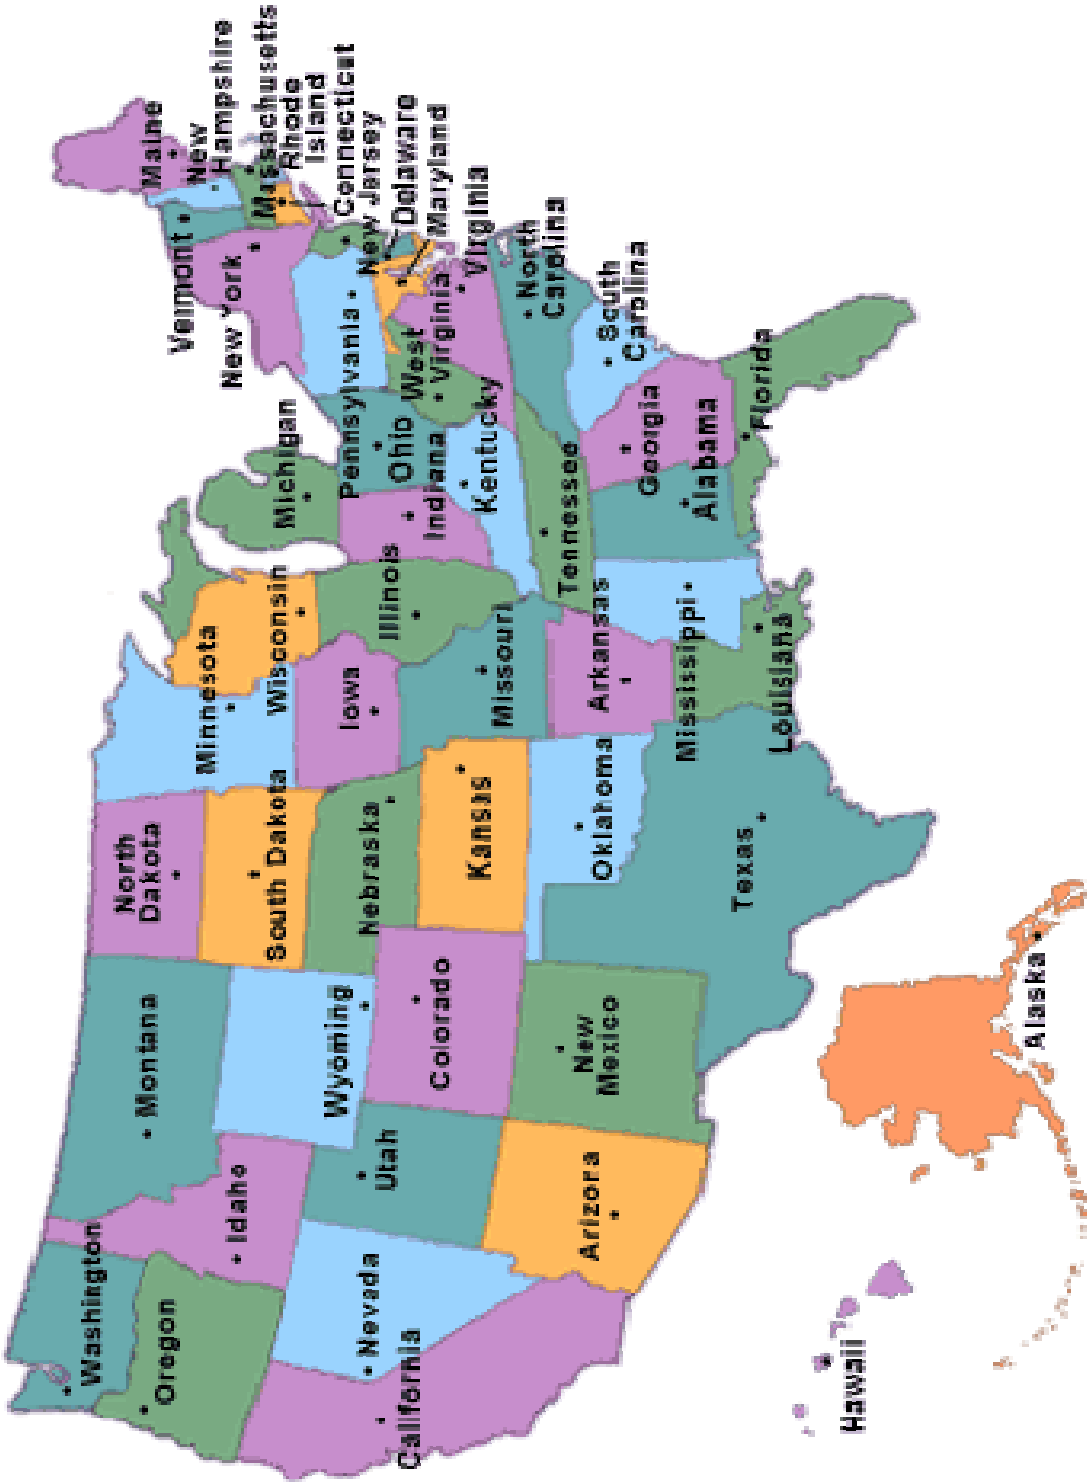 Washington
Oregon
California
Nevada
Idaho
Montana
Wyoming
Utah
Arizora
Colorado
New
Mexico
North
Dakota
South Dakota
Nebraska
Kansas
Oklahoma
Texas
Minnesota
Iowa
Missouri
Arkansas
Louisiana
Wisconsin
Illinois
Mississippi
Michigan
Indiana
Ohio
Kentucky
Tennessee
Alabama
Georgia
Florida
South
Carolina
North
Carolina
Virginia
West
Virginia
Pennsylvania
New York
Vermont
Maine
New
Hampshire
Massachusetts
Rhode
Island
Connecticut
New Jersey
Delaware
Maryland
Alaska
Hawaii